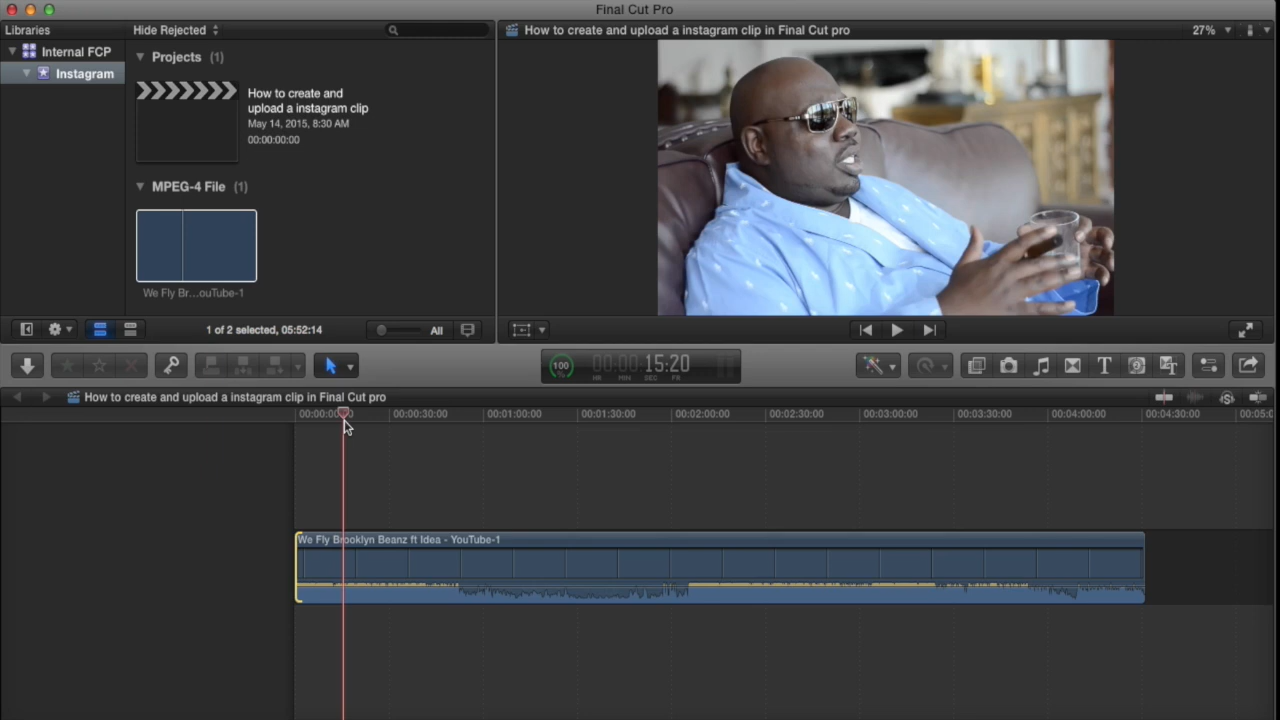 Final Cut Pro
Libraries
Hide Rejected
How to create and upload a instagram clip in Final Cut pro
27%
Internal FCP
Instagram
Projects (1)
How to create and
upload a instagram clip
May 14, 2015, 8:30 AM
00:00:00:00
MPEG-4 File (1)
We Fly Br...ouTube-1
1 of 2 selected, 05:52:14
All
100
%
00:00:15:20
HR MIN SEC FR
T
How to create and upload a instagram clip in Final Cut pro
00:00:30:00
00:01:00:00
00:01:30:00
00:02:00:00
00:02:30:00
00:03:00:00
00:03:30:00
00:04:00:00
00:04:30:00
We Fly Brooklyn Beanz ft Idea - YouTube-1